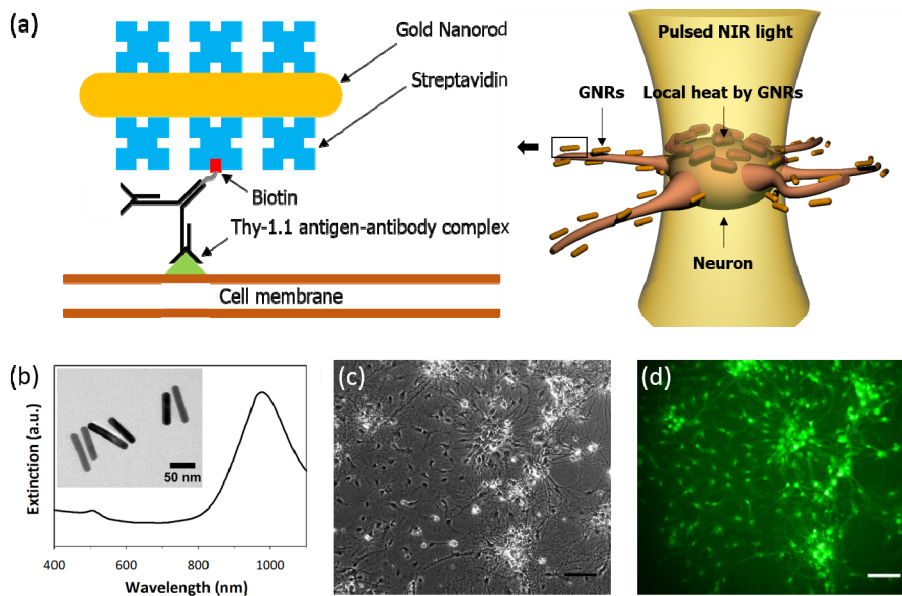 (a)
Gold Nanorod
Streptavidin
Biotin
Thy-1.1 antigen-antibody complex
Cell membrane
Pulsed NIR light
GNRs
Local heat by GNRs
Neuron
(b)
Extinction (a.u.)
50 nm
400
600
800
1000
Wavelength (nm)
(c)
(d)